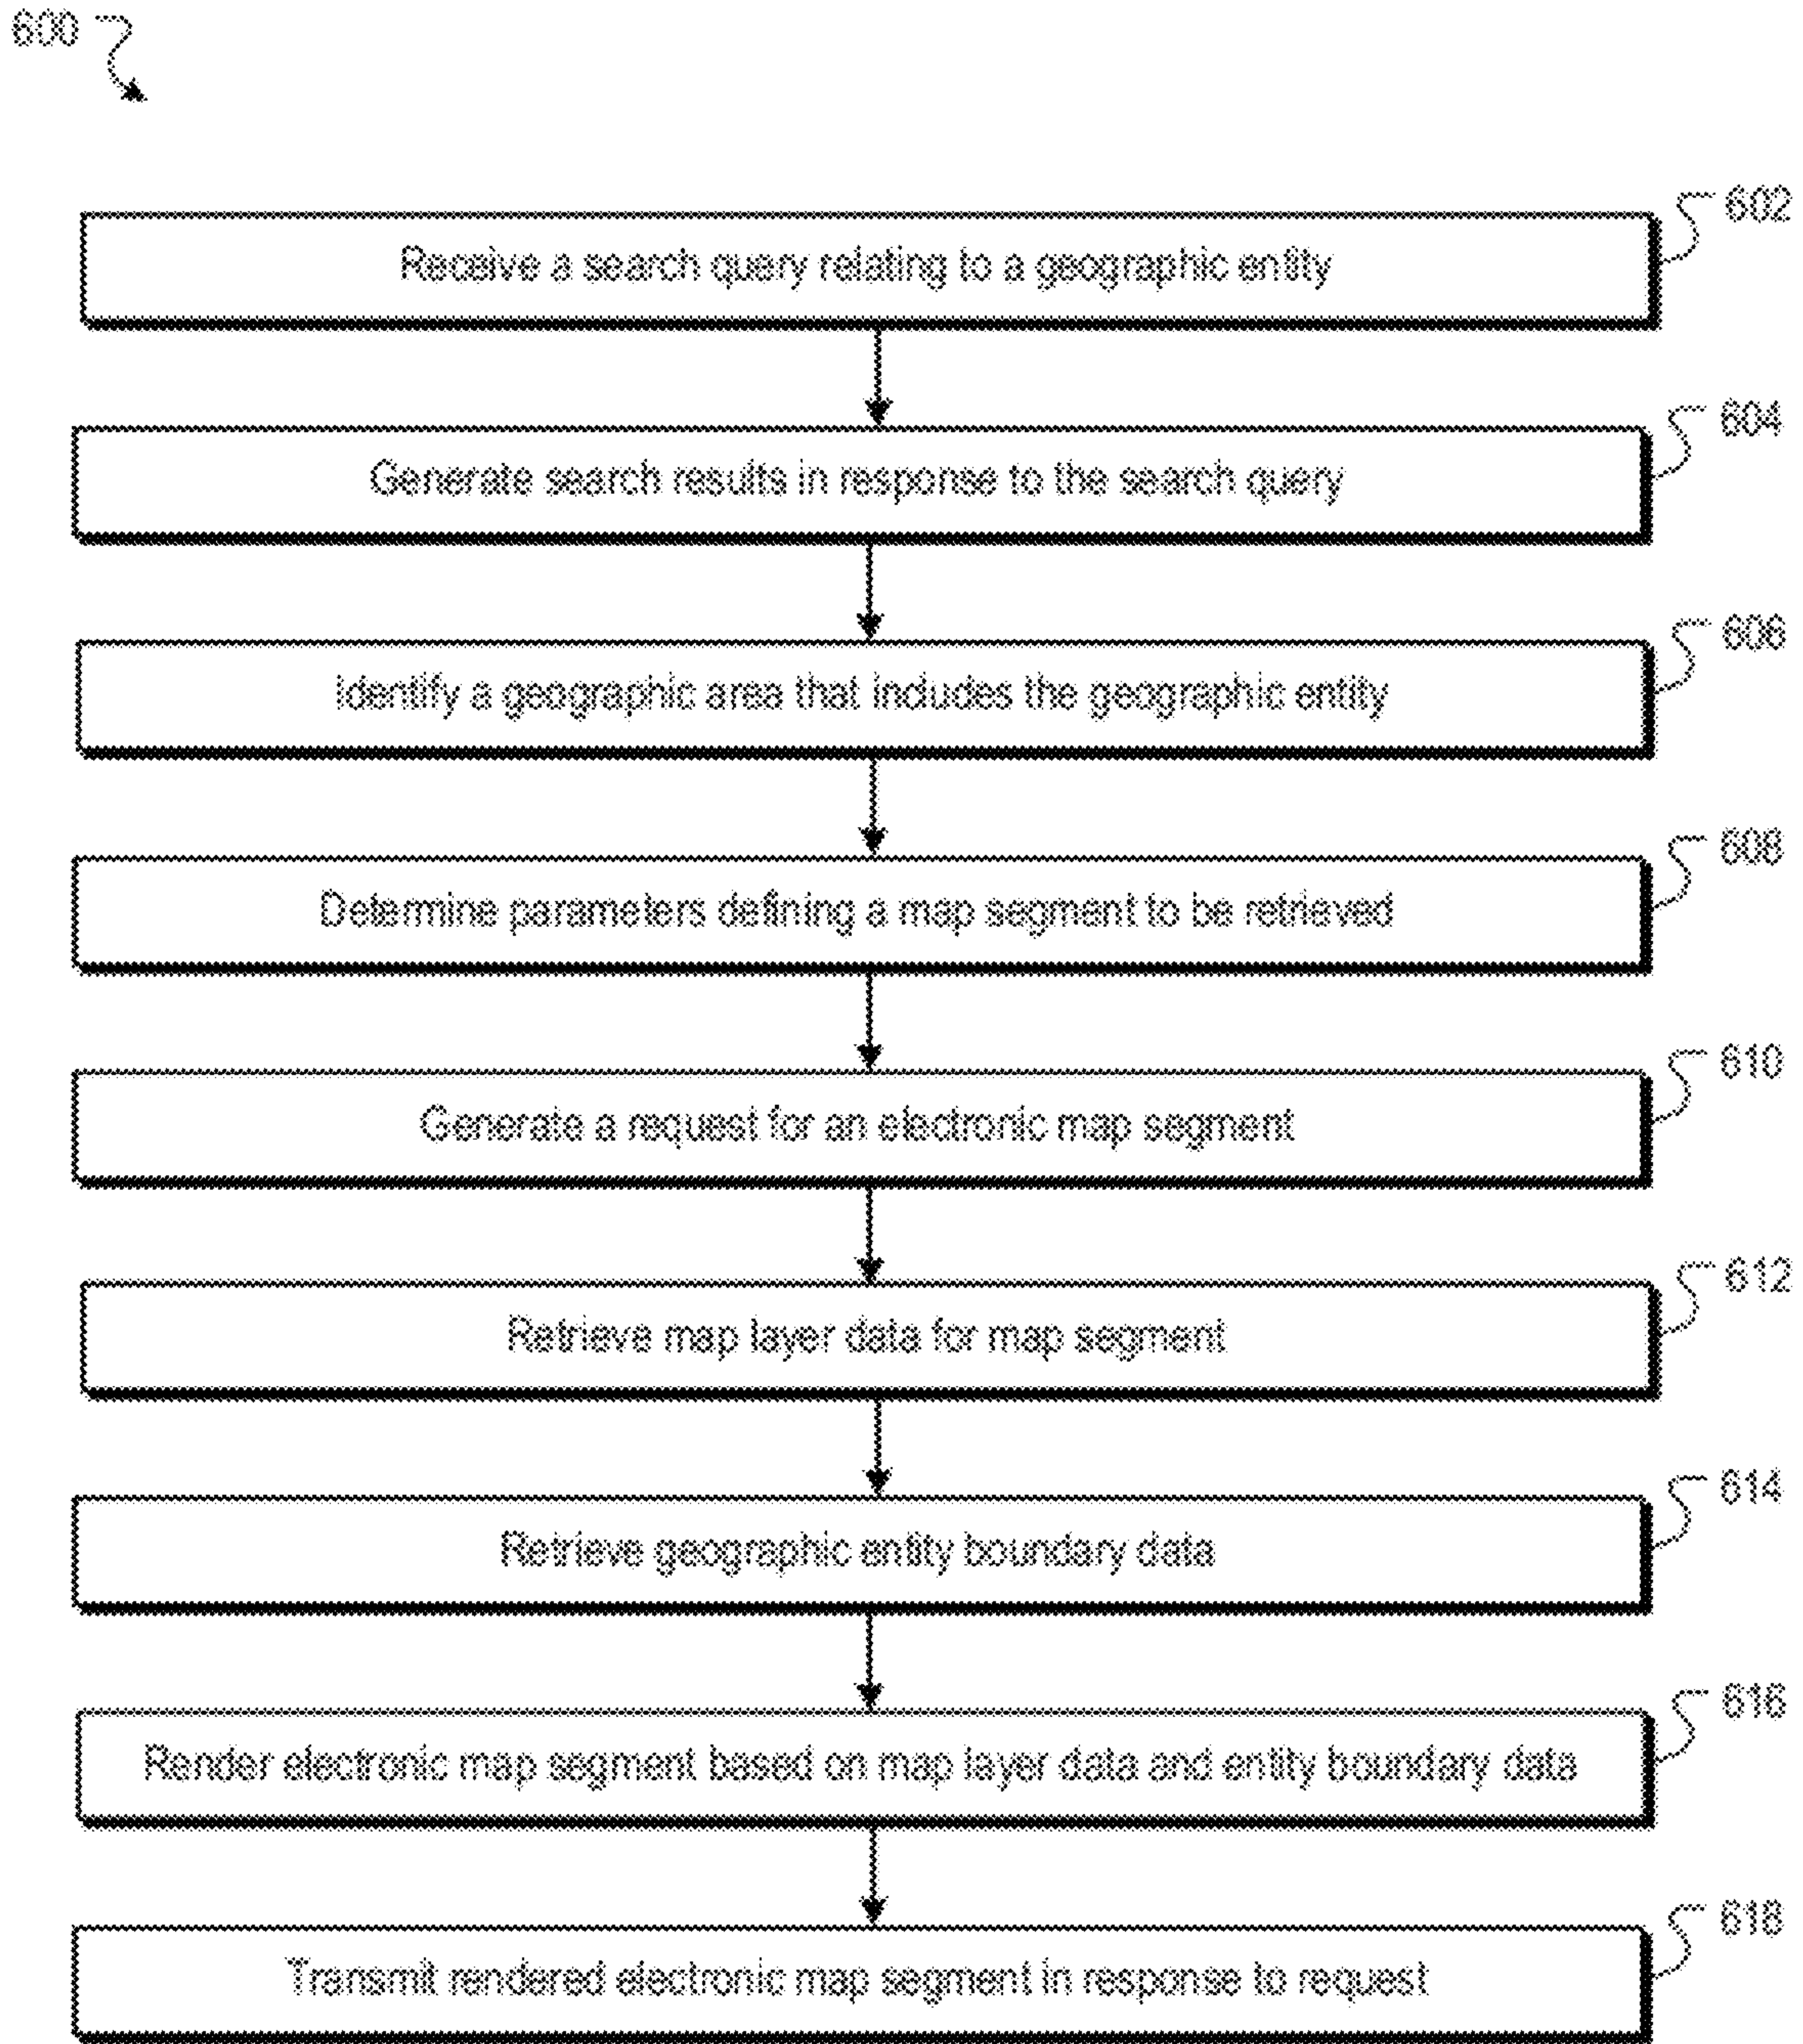 600
Receive a search query relating to a geographic entity
602
Generate search results in response to the search query
604
Identify a geographic area that includes the geographic entity
606
Determine parameters defining a map segment to be retrieved
608
Generate a request for an electronic map segment
610
Retrieve map layer data for map segment
612
Retrieve geographic entity boundary data
614
Render electronic map segment based on map layer data and entity boundary data
616
Transmit rendered electronic map segment in response to request
618